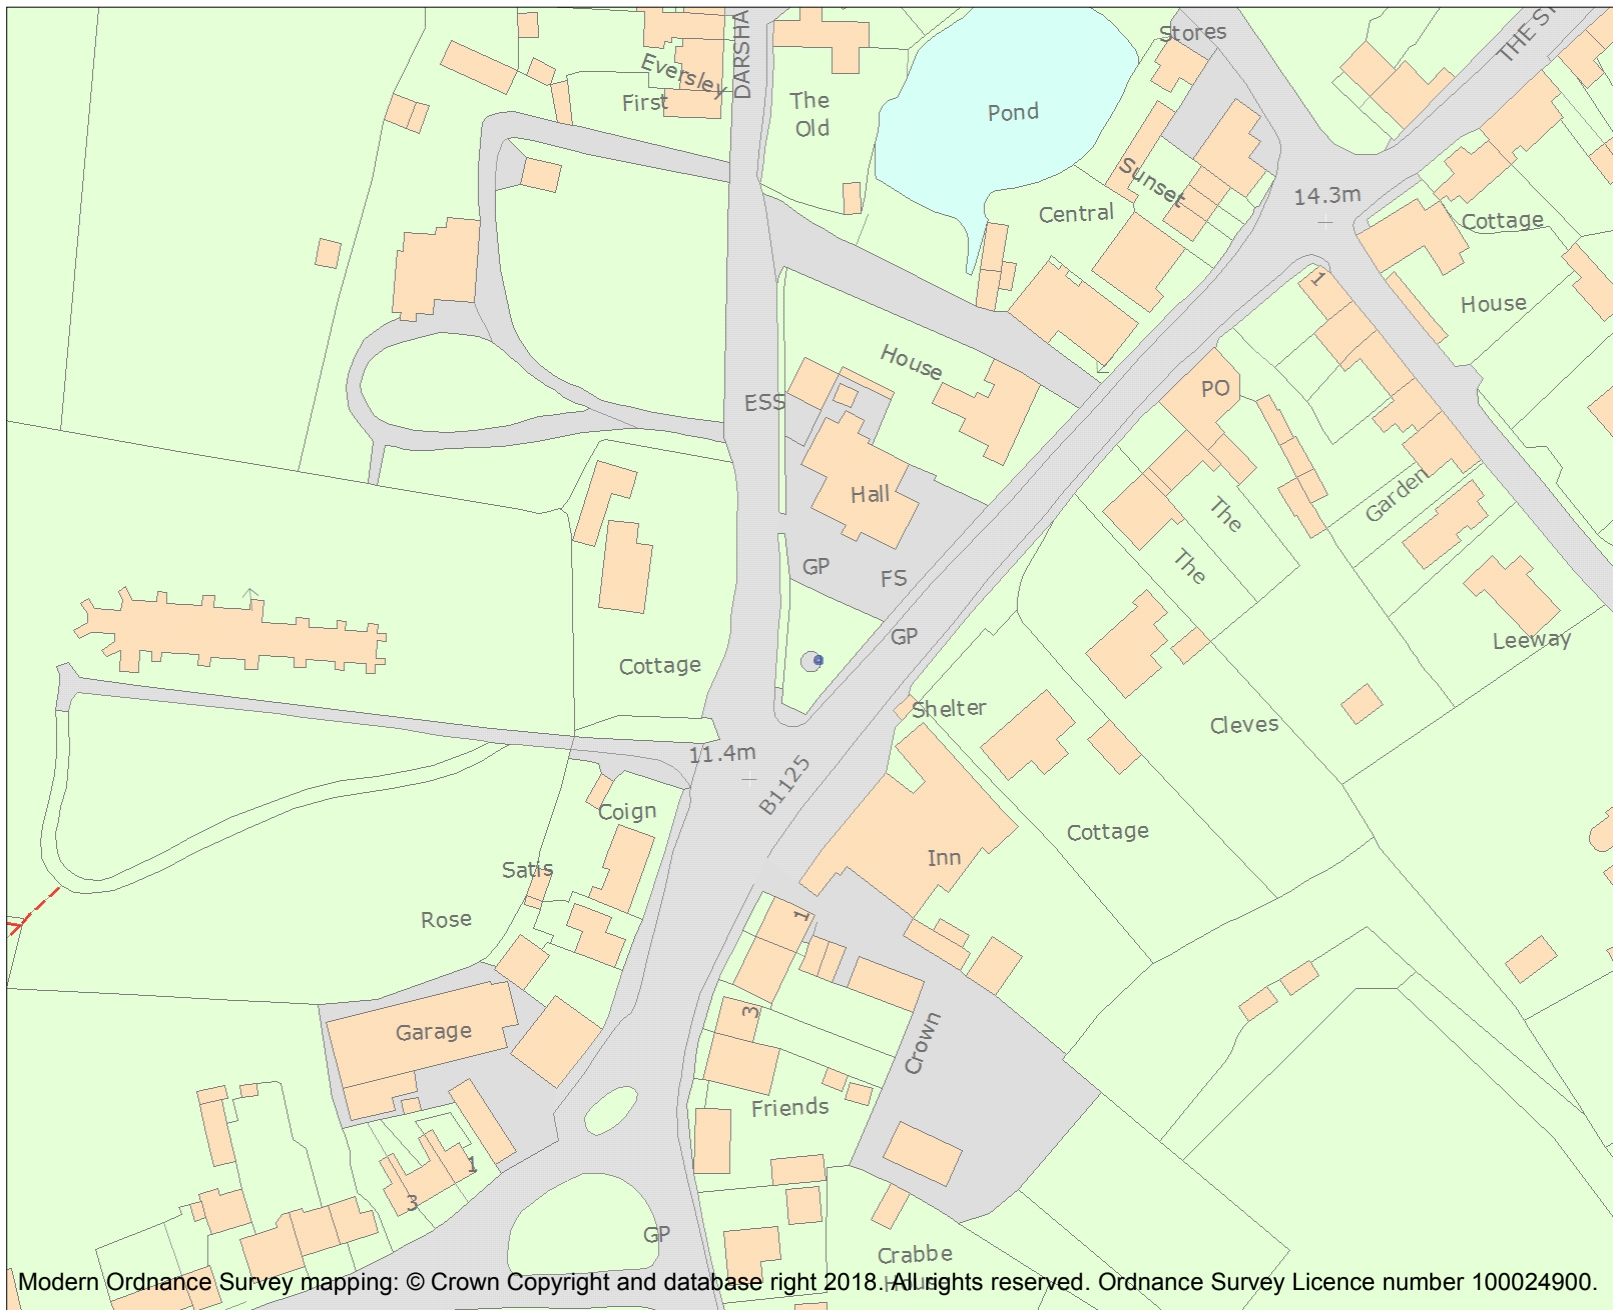 Stores
DARSHA
THE ST
Eversley
First
The
Old
Pond
Sunset
Central
14.3m
Cottage
1
House
House
ESS
PO
Hall
Garden
The
The
GP
FS
GP
Leeway
Cottage
Shelter
Cleves
11.4m
B1125
Coign
Cottage
Inn
Satis
Rose
1
3
Garage
Crown
Friends
1
3
GP
Crabbe
House
Modern Ordnance Survey mapping: © Crown Copyright and database right 2018. All rights reserved. Ordnance Survey Licence number 100024900.